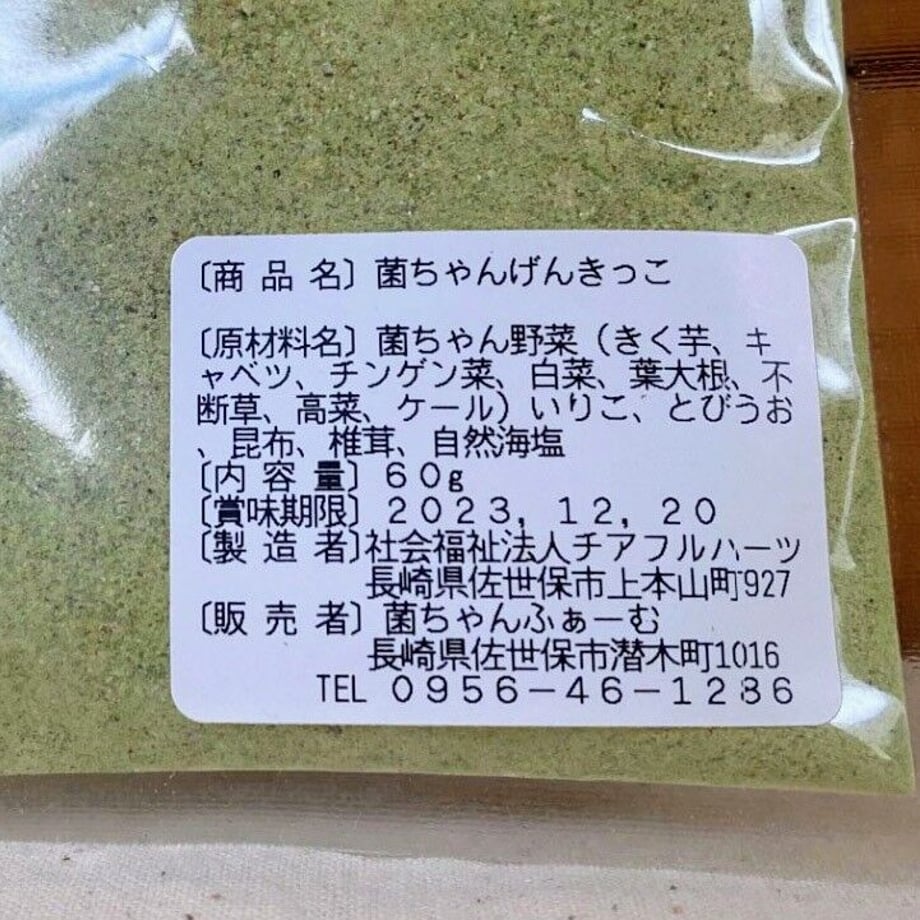 〔商 品 名〕菌ちゃんげんきっこ
〔原材料名〕菌ちゃん野菜（きく芋、キ
ャベツ、チンゲン菜、白菜、葉大根、不
断草、高菜、ケール）いりこ、とびうお
、昆布、椎茸、自然海塩
〔内 容 量〕６０g
〔賞味期限〕２０２３，１２，２０
〔製 造 者〕社会福祉法人チアフルハーツ
長崎県佐世保市上本山町927
〔販 売 者〕菌ちゃんふぁーむ
長崎県佐世保市潜木町1016
TEL ０９５６－４６－１２８６